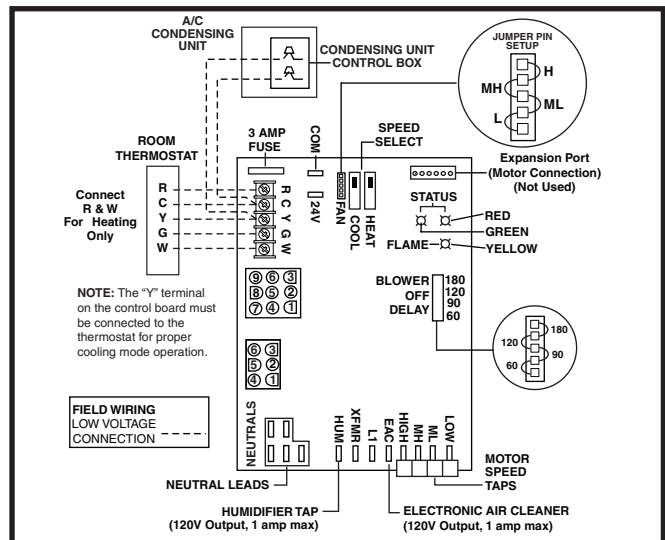 A/C
CONDENSING
UNIT
CONDENSING UNIT
CONTROL BOX
JUMPER PIN
SETUP
H
MH
ML
L
ROOM
THERMOSTAT
3 AMP
FUSE
COM
SPEED
SELECT
Expansion Port
(Motor Connection)
(Not Used)
Connect
R & W
For Heating
Only
R
C
Y
G
W
R
C
Y
G
W
24V
FAN
COOL
HEAT
STATUS
RED
GREEN
FLAME
YELLOW
NOTE: The “Y” terminal
on the control board must
be connected to the
thermostat for proper
cooling mode operation.
9 6 3
8 5 2
7 4 1
BLOWER
OFF
DELAY
180
120
90
60
180
120
90
60
6 3
5 2
4 1
FIELD WIRING
LOW VOLTAGE
CONNECTION
NEUTRALS
HUM
XFMR
L1
EAC
HIGH
MH
ML
LOW
NEUTRAL LEADS
MOTOR
SPEED
TAPS
HUMIDIFIER TAP
(120V Output, 1 amp max)
ELECTRONIC AIR CLEANER
(120V Output, 1 amp max)